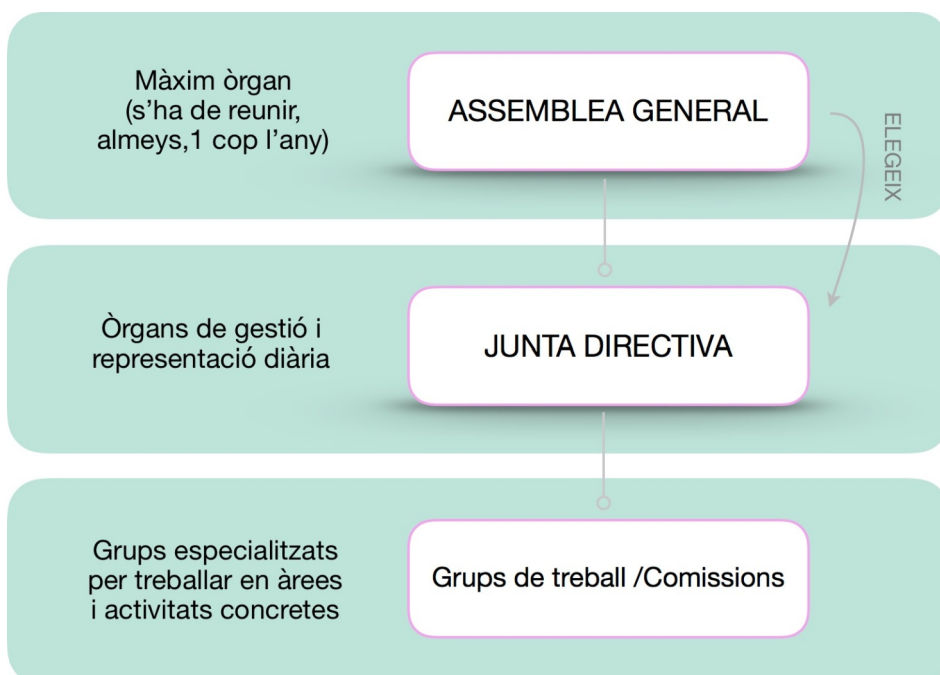 Màxim òrgan
(s’ha de reunir,
almeys,1 cop l’any)
ASSEMBLEA GENERAL
ELEGEIX
Òrgans de gestió i
representació diària
JUNTA DIRECTIVA
Grups especialitzats
per treballar en àrees
i activitats concretes
Grups de treball /Comissions